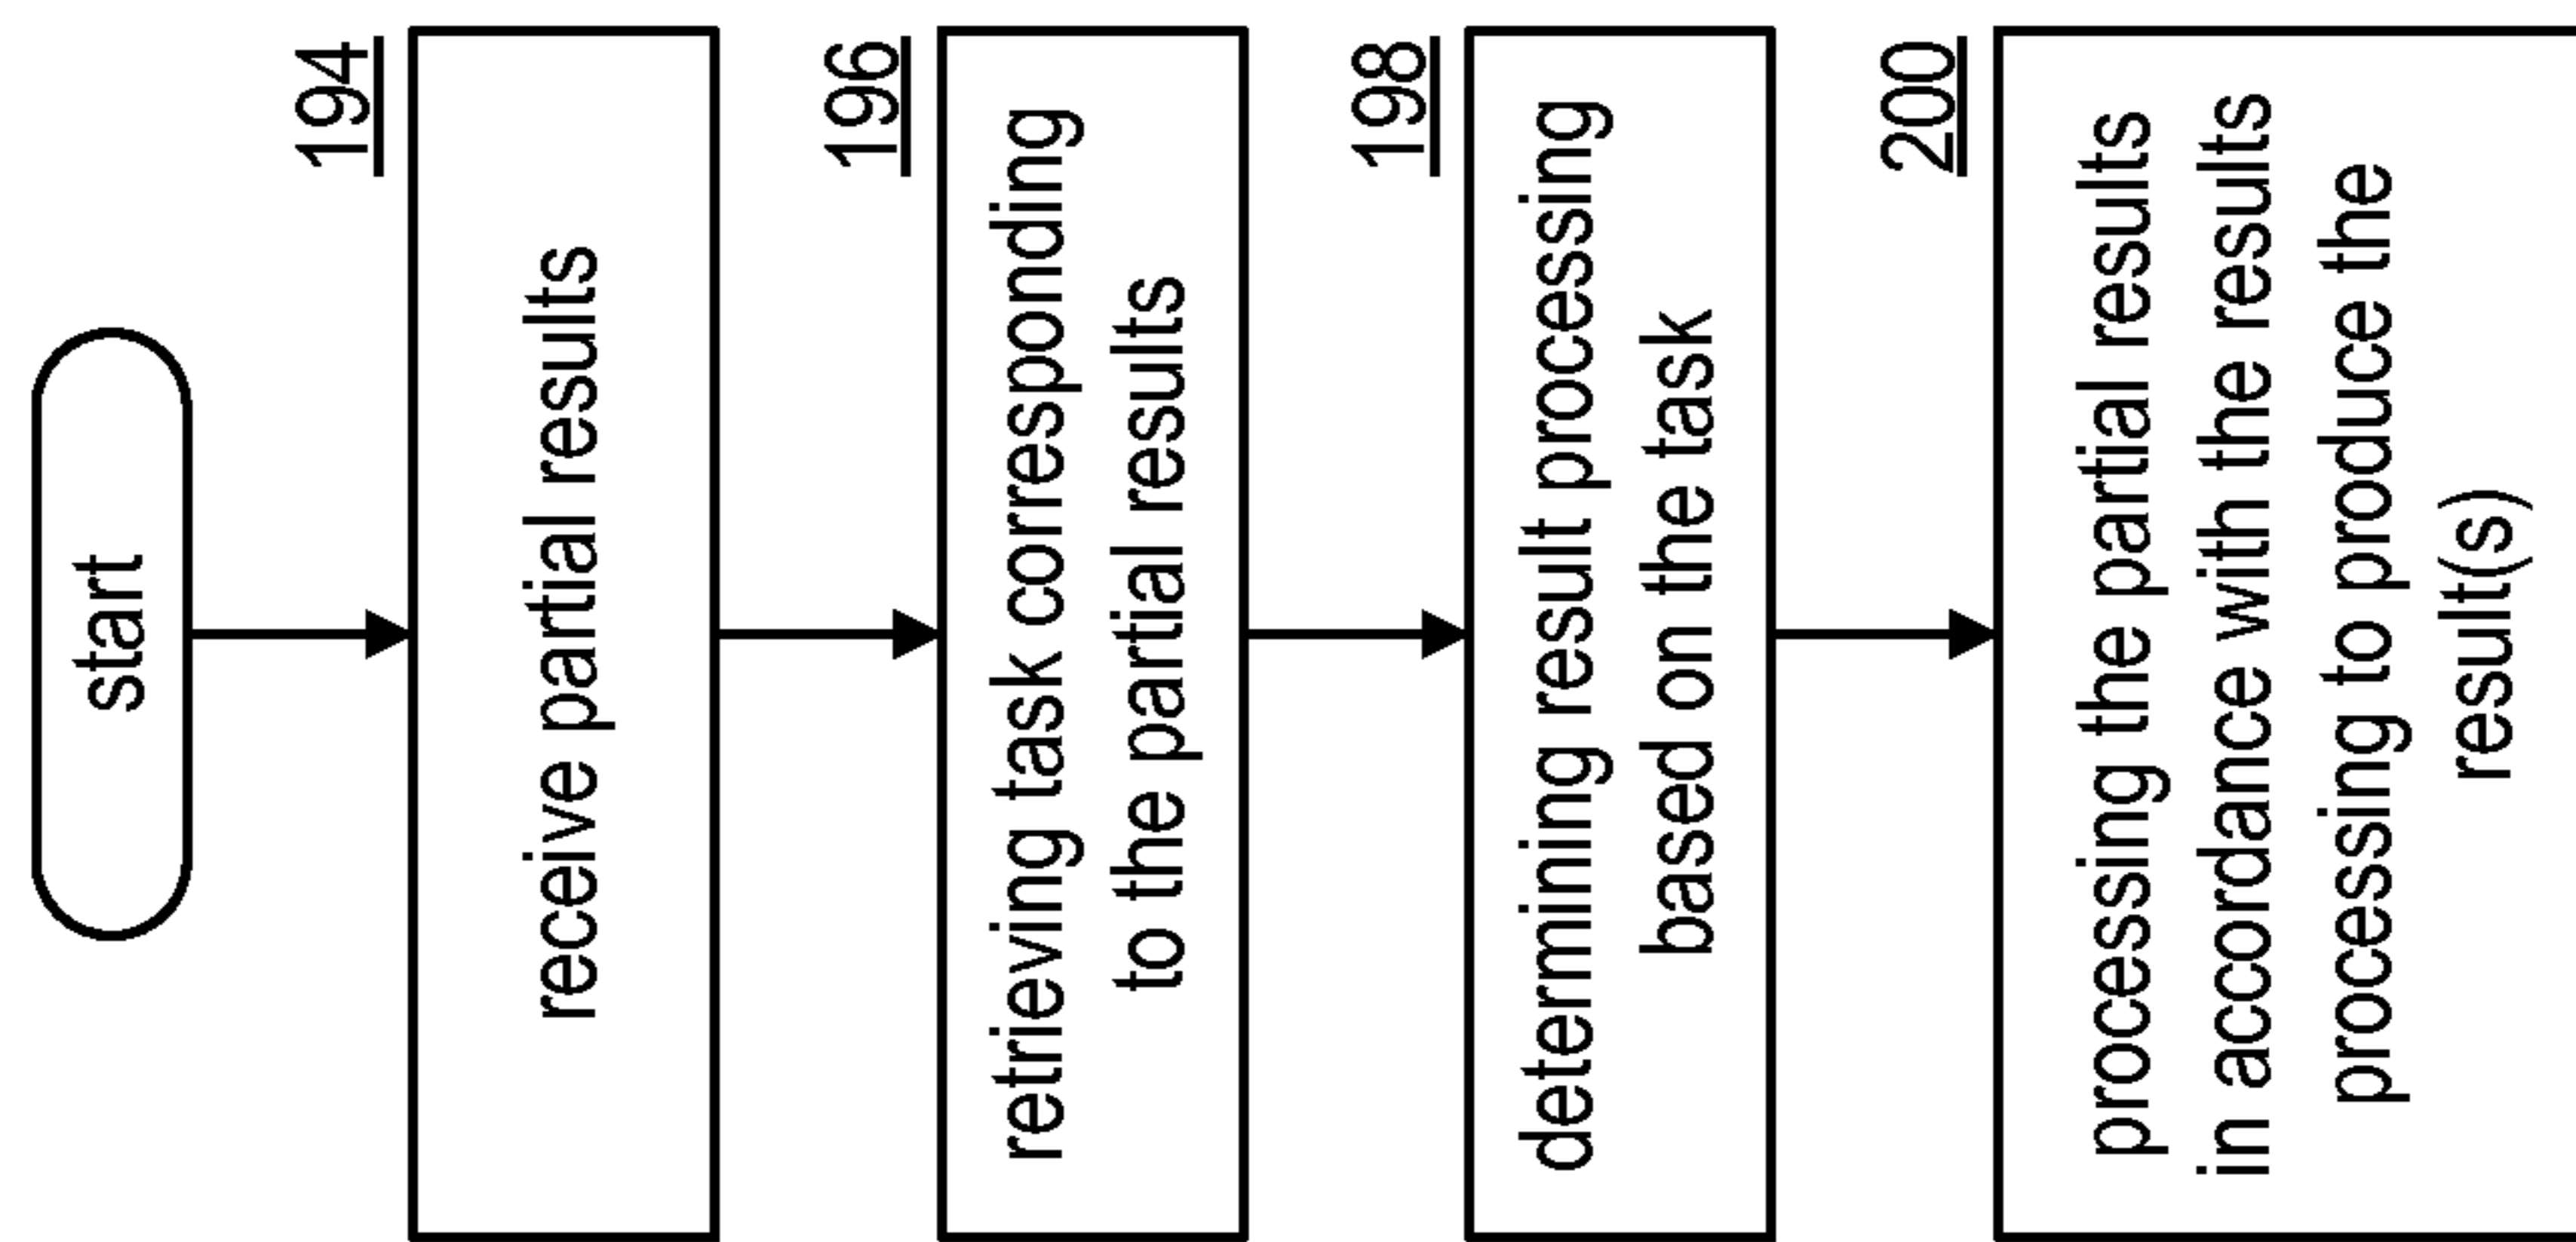 start
194
receive partial results
196
retrieving task corresponding
to the partial results
198
determining result processing
based on the task
200
processing the partial results
in accordance with the results
processing to produce the
result(s)